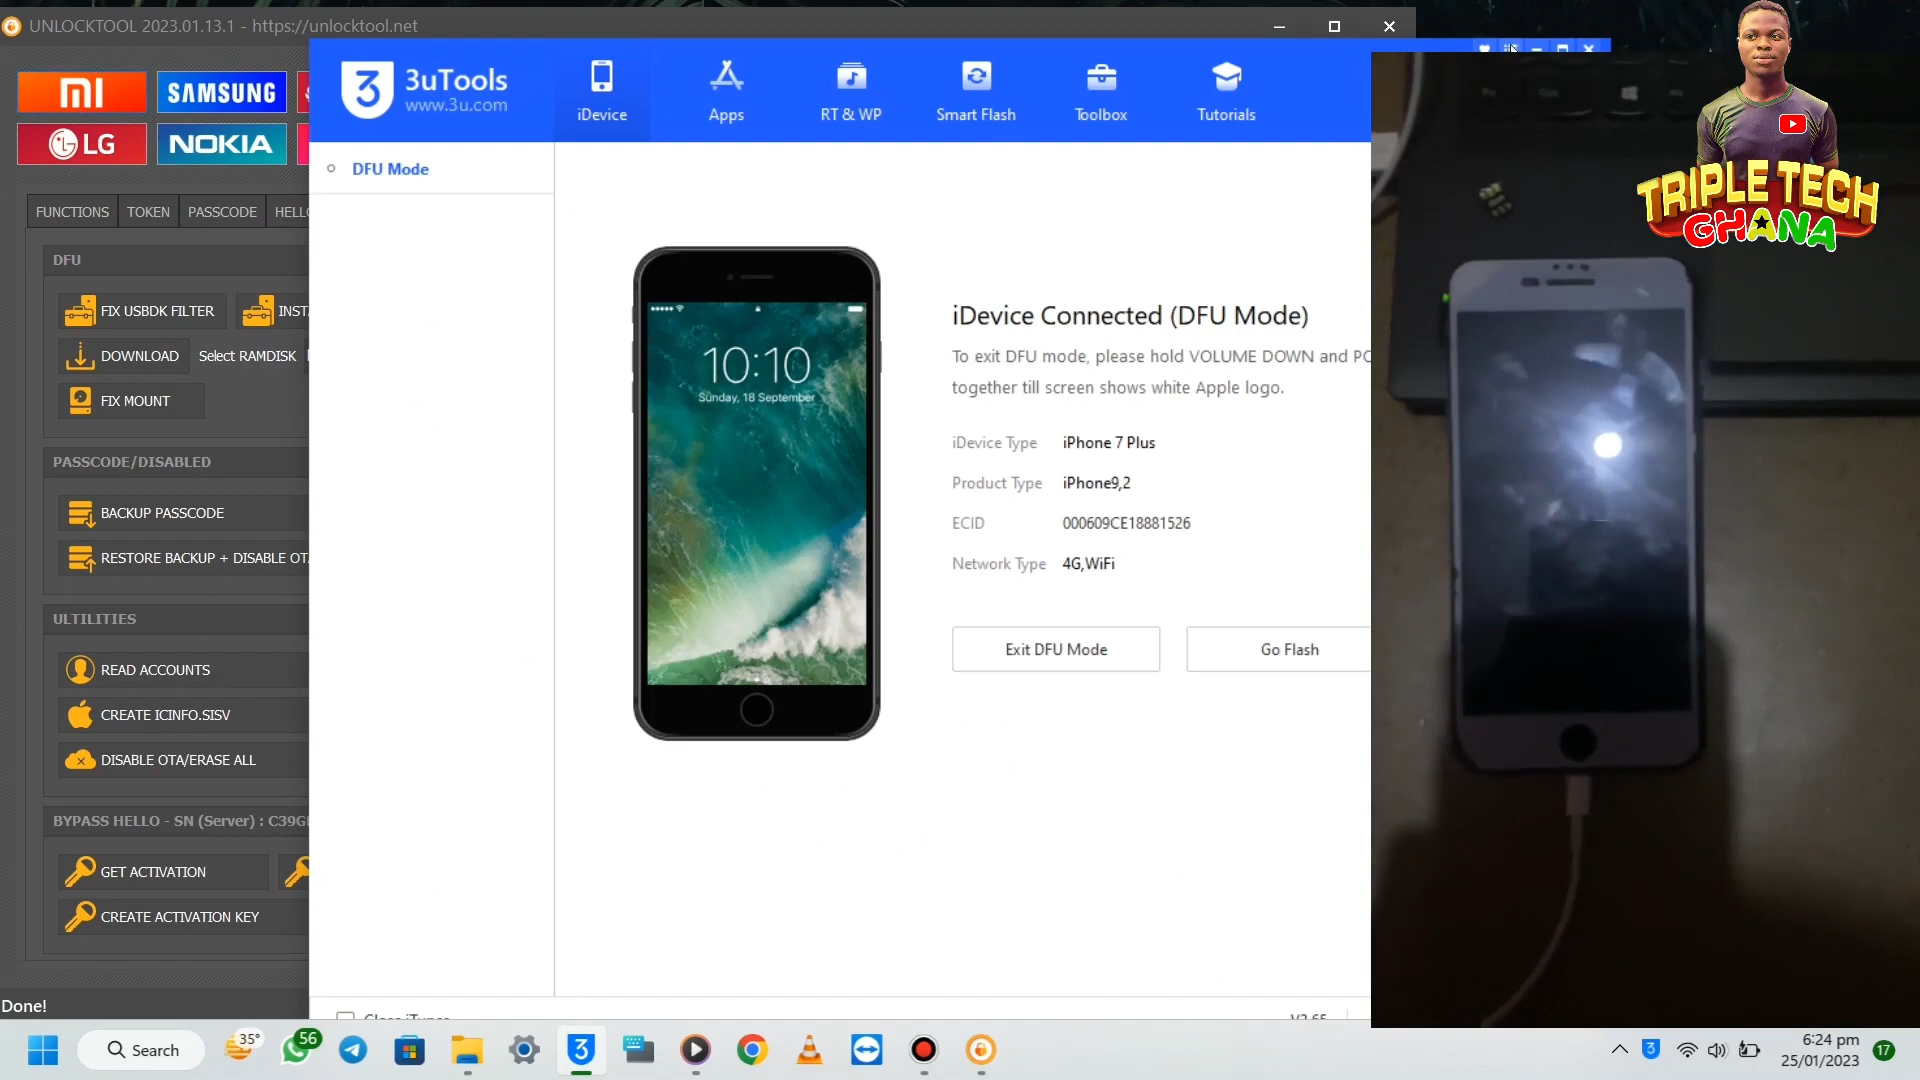 UNLOCKTOOL 2023.01.13.1 - https://unlocktool.net
SAMSUNG
LG
NOKIA
FUNCTIONS TOKEN PASSCODE
DFU
FIX USBDK FILTER
DOWNLOAD Select RAMDISK
FIX MOUNT
PASSCODE/DISABLED
BACKUP PASSCODE
RESTORE BACKUP + DISABLE OTA
ULTILITIES
READ ACCOUNTS
CREATE ICINFO.SISV
DISABLE OTA/ERASE ALL
BYPASS HELLO - SN (Server) :
GET ACTIVATION
CREATE ACTIVATION KEY
Done!
3 3uTools
www.3u.com
iDevice Apps RT & WP Smart Flash Toolbox Tutorials
DFU Mode
10:10
Sunday, 18 September
iDevice Connected (DFU Mode)
To exit DFU mode, please hold VOLUME DOWN and
together till screen shows white Apple logo.
iDevice Type iPhone 7 Plus
Product Type iPhone9,2
ECID 000609CE18881526
Network Type 4G,WiFi
Exit DFU Mode Go Flash
TRIPLE TECH
GHANA
35°
56
Search
6:24 pm
25/01/2023
17